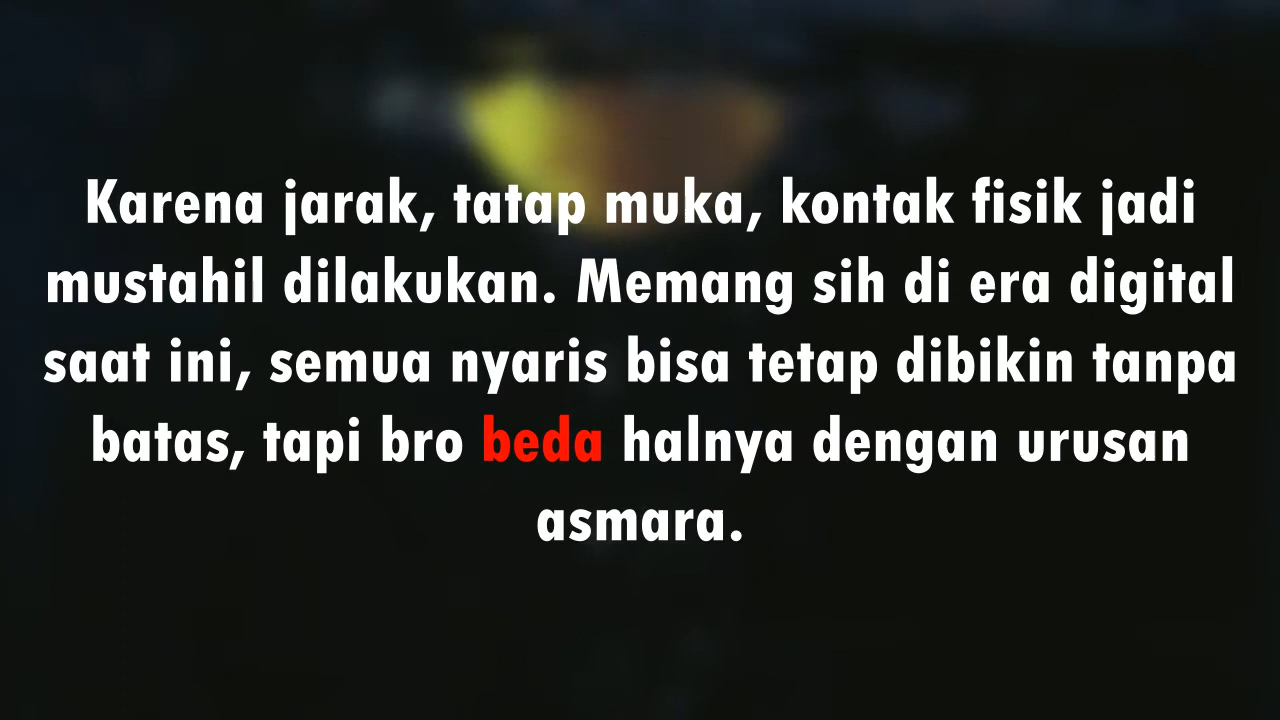 Karena jarak, tatap muka, kontak fisik jadi
mustahil dilakukan. Memang sih di era digital
saat ini, semua nyaris bisa tetap dibikin tanpa
batas, tapi bro beda halnya dengan urusan
asmara.